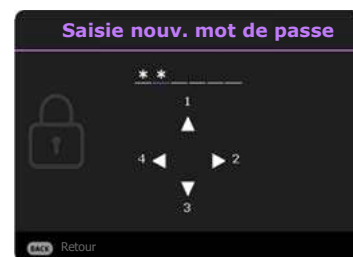 Saisie nouv. mot de passe
* * _ _ _ _
1
4 2
3
BACK Retour